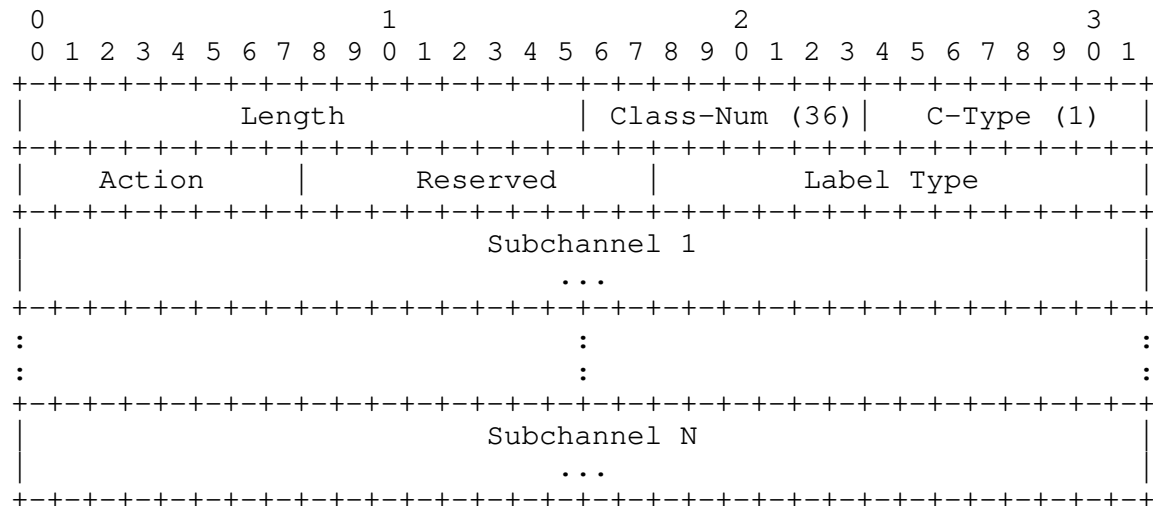 0                   1                   2                   3
 0 1 2 3 4 5 6 7 8 9 0 1 2 3 4 5 6 7 8 9 0 1 2 3 4 5 6 7 8 9 0 1
+-+-+-+-+-+-+-+-+-+-+-+-+-+-+-+-+-+-+-+-+-+-+-+-+-+-+-+-+-+-+-+-+
|            Length             | Class-Num (36)|   C-Type (1)  |
+-+-+-+-+-+-+-+-+-+-+-+-+-+-+-+-+-+-+-+-+-+-+-+-+-+-+-+-+-+-+-+-+
|    Action     |      Reserved     |        Label Type         |
+-+-+-+-+-+-+-+-+-+-+-+-+-+-+-+-+-+-+-+-+-+-+-+-+-+-+-+-+-+-+-+-+
|                          Subchannel 1                         |
|                              ...                              |
+-+-+-+-+-+-+-+-+-+-+-+-+-+-+-+-+-+-+-+-+-+-+-+-+-+-+-+-+-+-+-+-+
:                               :                               :
:                               :                               :
+-+-+-+-+-+-+-+-+-+-+-+-+-+-+-+-+-+-+-+-+-+-+-+-+-+-+-+-+-+-+-+-+
|                          Subchannel N                         |
|                              ...                              |
+-+-+-+-+-+-+-+-+-+-+-+-+-+-+-+-+-+-+-+-+-+-+-+-+-+-+-+-+-+-+-+-+